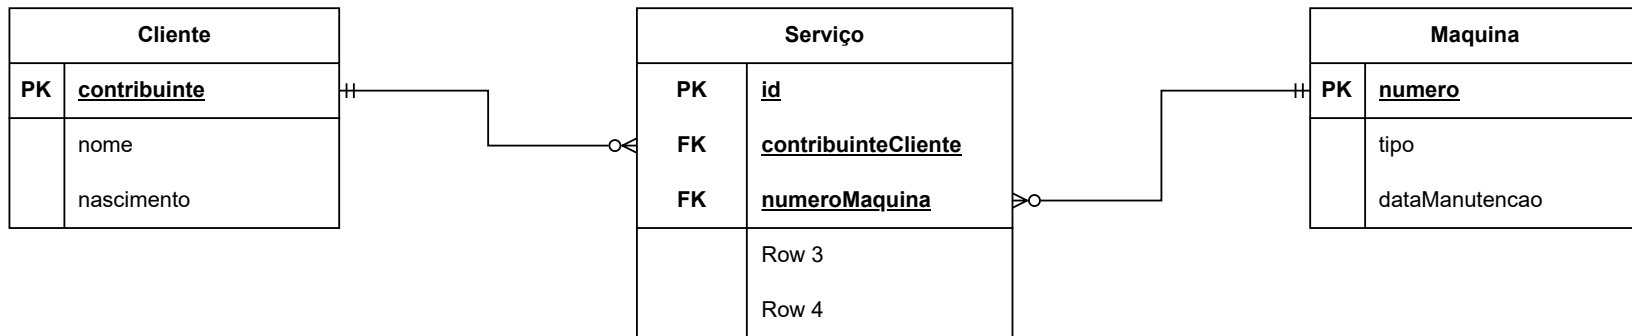 Cliente
PK contribuinte
nome
nascimento
Serviço
PK id
FK contribuinteCliente
FK numeroMaquina
Row 3
Row 4
Maquina
PK numero
tipo
dataManutencao